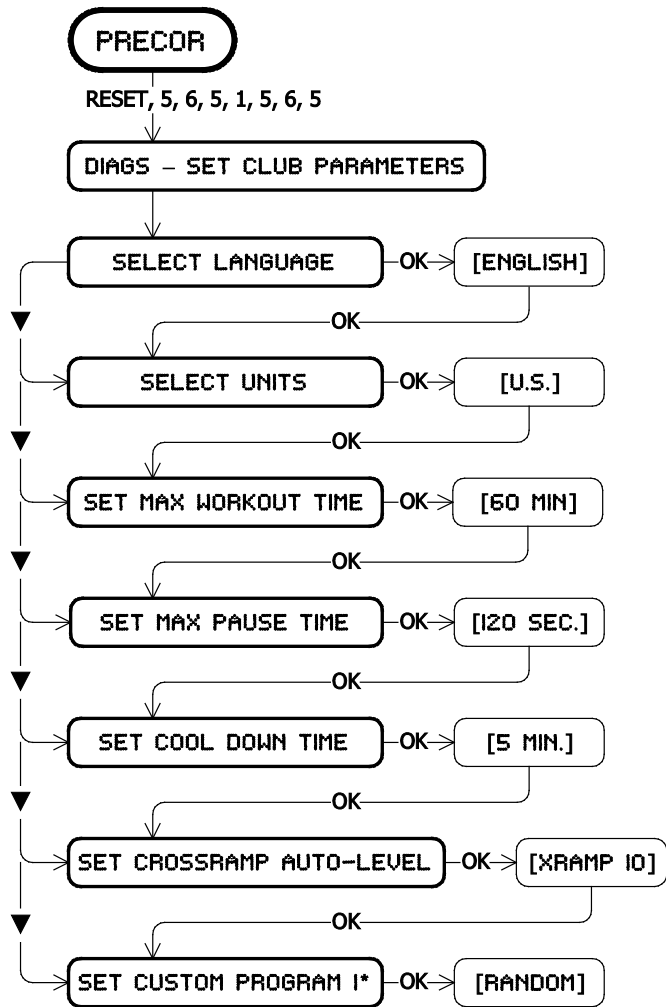 PRECOR
RESET, 5, 6, 5, 1, 5, 6, 5
DIAGS - SET CLUB PARAMETERS
SELECT LANGUAGE OK [ENGLISH]
OK
SELECT UNITS OK [U.S.]
OK
SET MAX WORKOUT TIME OK [60 MIN]
OK
SET MAX PAUSE TIME OK [120 SEC.]
OK
SET COOL DOWN TIME OK [5 MIN.]
OK
SET CROSSRAMP AUTO-LEVEL OK [XRAMP 10]
OK
SET CUSTOM PROGRAM 1* OK [RANDOM]